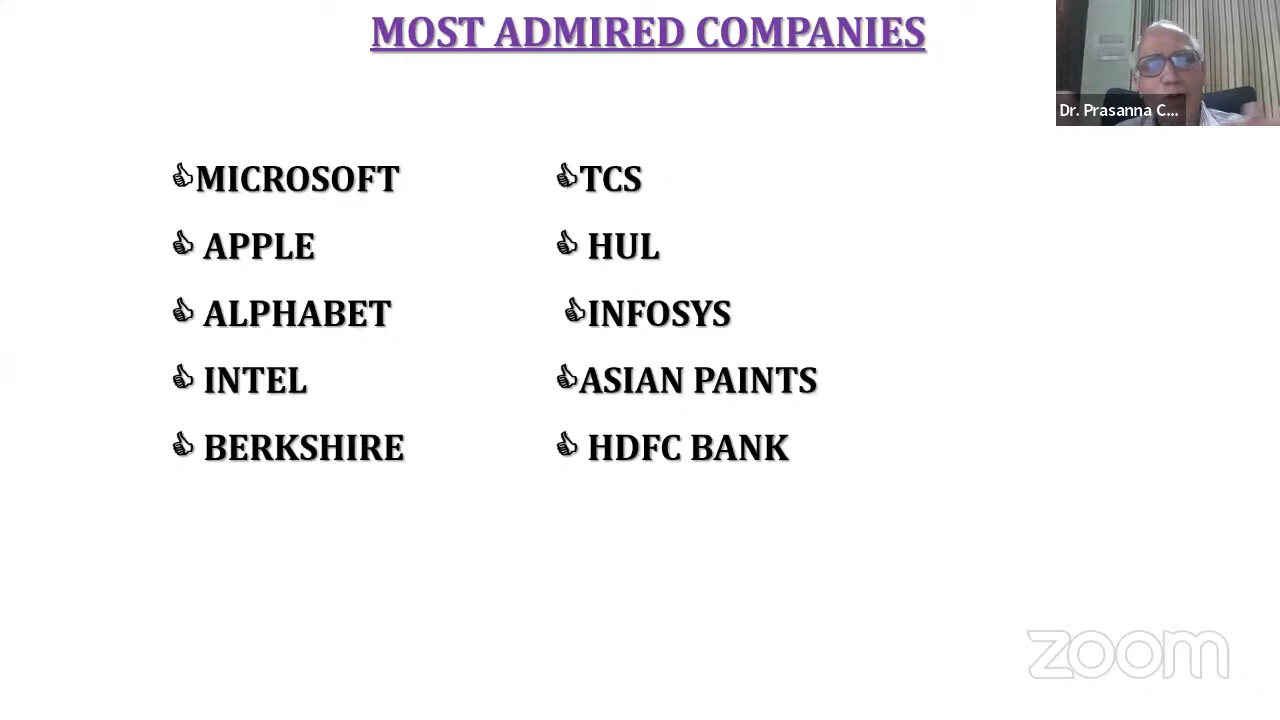 MOST ADMIRED COMPANIES
Dr. Prasanna C...
MICROSOFT
APPLE
ALPHABET
INTEL
BERKSHIRE
TCS
HUL
INFOSYS
ASIAN PAINTS
HDFC BANK
zoom